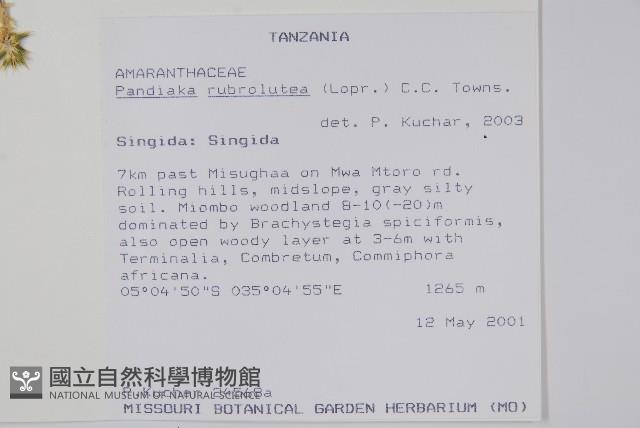 TANZANIA
AMARANTHACEAE
Pandiaka rubrolutea (Lopr.) C.C. Towns.
det. P. Kuchar, 2003
Singida: Singida
7km past Misughaa on Mwa Mtoro rd.
Rolling hills, midslope, gray silty
soil. Miombo woodland 8-10(-20)m
dominated by Brachystegia spiciformis,
also open woody layer at 3-6m with
Terminalia, Combretum, Commiphora
africana.
05°04'50"S 035°04'55"E 1265 m
12 May 2001
國立自然科學博物館
NATIONAL MUSEUM OF NATURAL SCIENCE
P. Kuchar
MISSOURI BOTANICAL GARDEN HERBARIUM (MO)